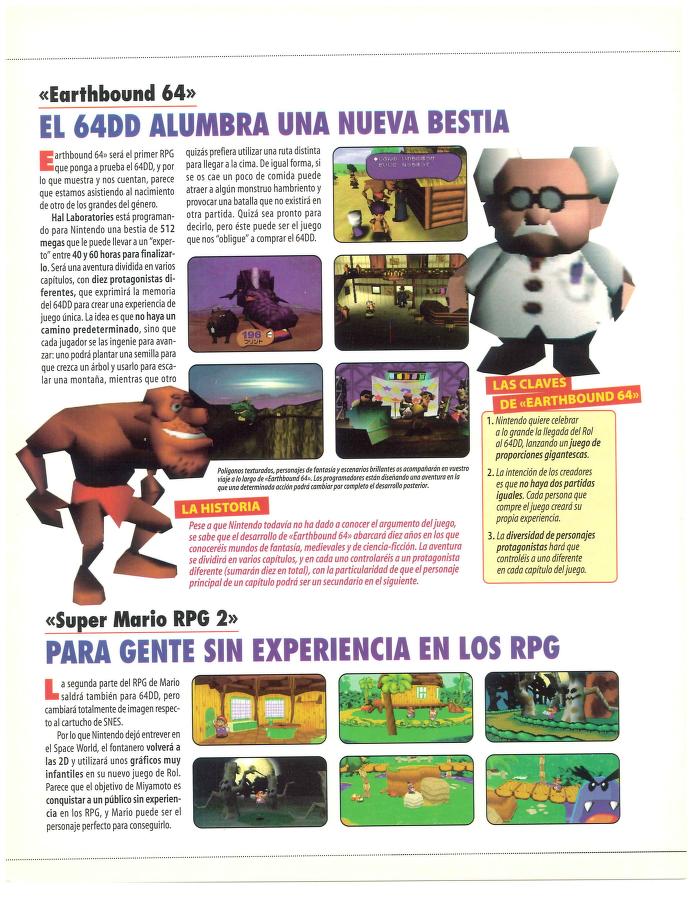 «Earthbound 64»
EL 64DD ALUMBRA UNA NUEVA BESTIA
Earthbound 64» será el primer RPG
que ponga a prueba el 64DD, y por
lo que muestra y nos cuentan, parece
que estamos asistiendo al nacimiento
de otro de los grandes del género.
Hal Laboratories está programan-
do para Nintendo una bestia de 512
megas que le puede llevar a un "exper-
to" entre 40 y 60 horas para finalizar-
lo. Será una aventura dividida en varios
capítulos, con diez protagonistas di-
ferentes, que exprimirá la memoria
del 64DD para crear una experiencia de
juego única. La idea es que no haya un
camino predeterminado, sino que
cada jugador se las ingenie para avan-
zar: uno podrá plantar una semilla para
que crezca un árbol y usarlo para esca-
lar una montaña, mientras que otro
quizás prefiera utilizar una ruta distinta
para llegar a la cima. De igual forma, si
se os cae un poco de comida puede
atraer a algún monstruo hambriento y
provocar una batalla que no existirá en
otra partida. Quizá sea pronto para
decirlo, pero éste puede ser el juego
que nos "obligue" a comprar el 64DD.
196
プリント
Polígonos texturados, personajes de fantasía y escenarios brillantes os acompañarán en vuestro
viaje a lo largo de «Earthbound 64». Los programadores están diseñando una aventura en la
que una determinada acción podrá cambiar por completo el desarrollo posterior.
LA HISTORIA
Pese a que Nintendo todavía no ha dado a conocer el argumento del juego,
se sabe que el desarrollo de «Earthbound 64» abarcará diez años en los que
conoceréis mundos de fantasía, medievales y de ciencia-ficción. La aventura
se dividirá en varios capítulos, y en cada uno controlaréis a un protagonista
diferente (sumarán diez en total), con la particularidad de que el personaje
principal de un capítulo podrá ser un secundario en el siguiente.
LAS CLAVES
DE «EARTHBOUND 64»
1. Nintendo quiere celebrar
a lo grande la llegada del Rol
al 64DD, lanzando un juego de
proporciones gigantescas.
2. La intención de los creadores
es que no haya dos partidas
iguales. Cada persona que
compre el juego creará su
propia experiencia.
3. La diversidad de personajes
protagonistas hará que
controléis a uno diferente
en cada capítulo del juego.
«Super Mario RPG 2»
PARA GENTE SIN EXPERIENCIA EN LOS RPG
La segunda parte del RPG de Mario
saldrá también para 64DD, pero
cambiará totalmente de imagen respec-
to al cartucho de SNES.
Por lo que Nintendo dejó entrever en
el Space World, el fontanero volverá a
las 2D y utilizará unos gráficos muy
infantiles en su nuevo juego de Rol.
Parece que el objetivo de Miyamoto es
conquistar a un público sin experien-
cia en los RPG, y Mario puede ser el
personaje perfecto para conseguirlo.